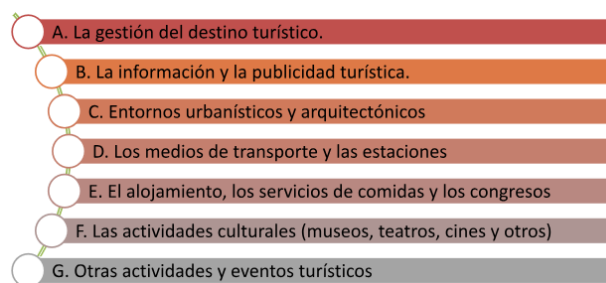 A. La gestión del destino turístico.
B. La información y la publicidad turística.
C. Entornos urbanísticos y arquitectónicos
D. Los medios de transporte y las estaciones
E. El alojamiento, los servicios de comidas y los congresos
F. Las actividades culturales (museos, teatros, cines y otros)
G. Otras actividades y eventos turísticos